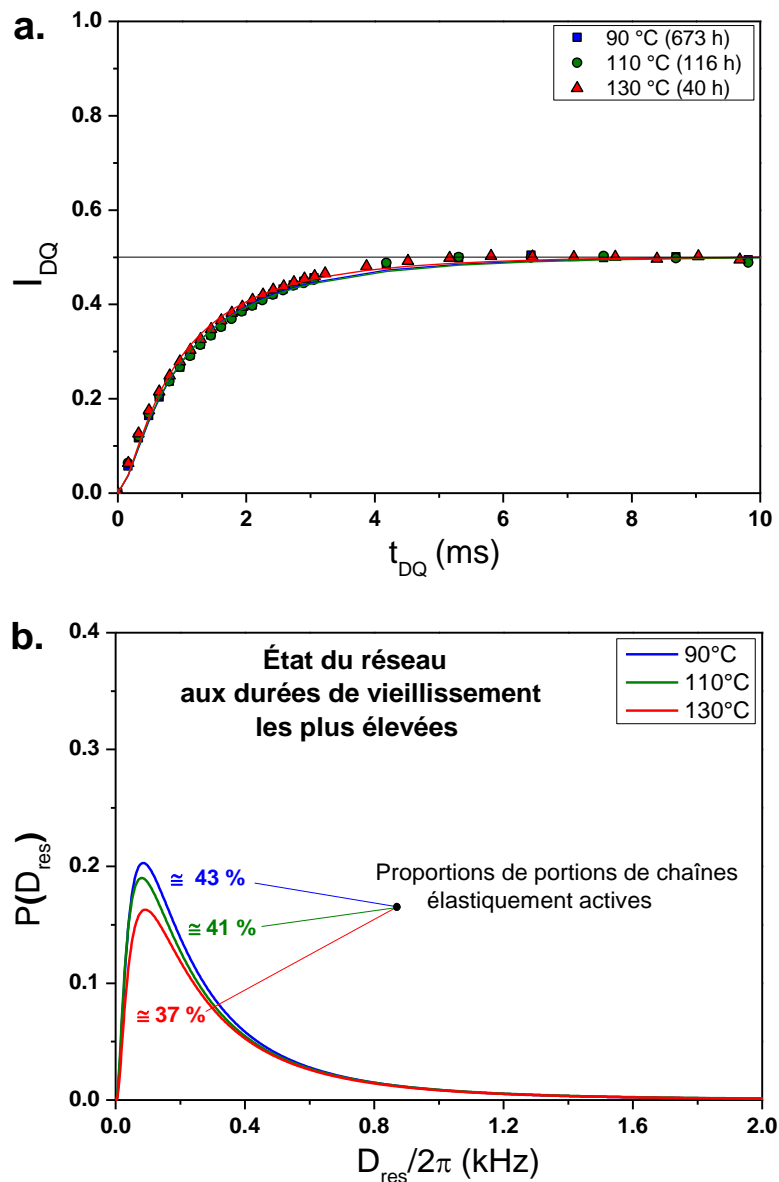 a.
1.0
0.8
0.6
0.4
0.2
0.0
I_DQ
90 °C (673 h)
110 °C (116 h)
130 °C (40 h)
0 2 4 6 8 10
t_DQ (ms)
b.
0.4
0.3
0.2
0.1
0.0
P(D_res)
État du réseau
aux durées de vieillissement
les plus élevées
90°C
110°C
130°C
≅ 43 %
≅ 41 %
≅ 37 %
Proportions de portions de chaînes
élastiquement actives
0.0 0.4 0.8 1.2 1.6 2.0
D_res/2π (kHz)